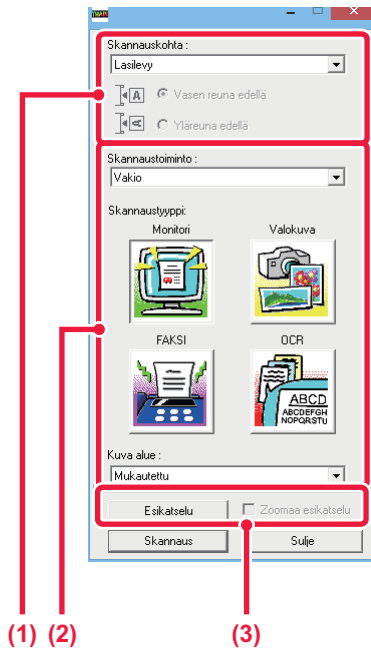 TWAIN
Skannauskohta :
Lasilevy
A Vasen reuna edellä
A Yläreuna edellä
Skannaustoiminto :
Vakio
Skannaustyyppi:
Monitori Valokuva
FAKSI OCR
ABCD
ABCDEFGH
NOPQRSTU
Kuva alue :
Mukautettu
Esikatselu Zoomaa esikatselu
Skannaus Sulje
(1) (2) (3)